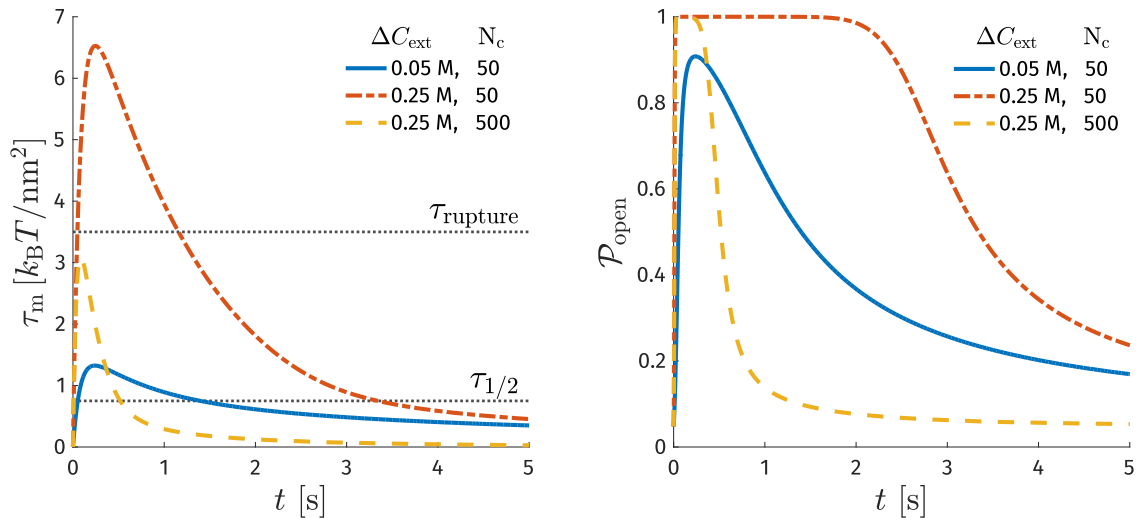 ΔC_ext N_c
0.05 M, 50
0.25 M, 50
0.25 M, 500
τ_rupture
τ_1/2
τ_m [k_B T/nm²]
7
6
5
4
3
2
1
0
0 1 2 3 4 5
t [s]
ΔC_ext N_c
0.05 M, 50
0.25 M, 50
0.25 M, 500
𝒫_open
1
0.8
0.6
0.4
0.2
0
0 1 2 3 4 5
t [s]